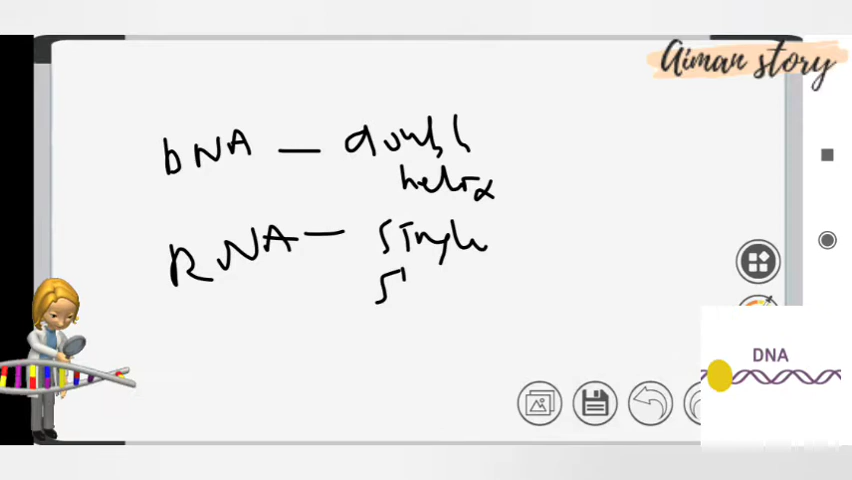 Aiman story
DNA — double
helix
RNA — single
s
DNA